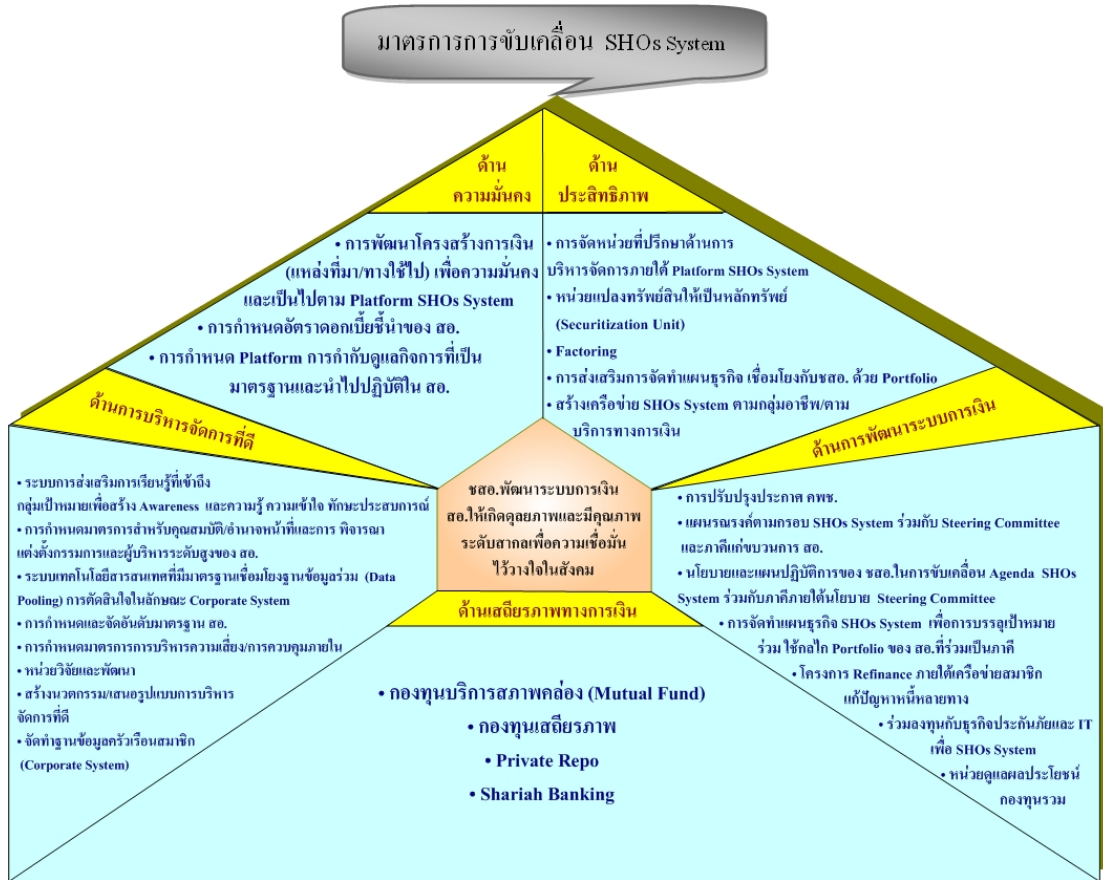 มาตรการการขับเคลื่อน SHOs System
ด้าน
ความมั่นคง
ด้าน
ประสิทธิภาพ
• การพัฒนาโครงสร้างการเงิน
(แหล่งที่มา/ทางใช้ไป) เพื่อความมั่นคง
และเป็นไปตาม Platform SHOs System
• การกำหนดอัตราดอกเบี้ยชี้นำของ สอ.
• การกำหนด Platform การกำกับดูแลกิจการที่เป็น
มาตรฐานและนำไปปฏิบัติใน สอ.
• การจัดหน่วยที่ปรึกษาด้านการ
บริหารจัดการภายใต้ Platform SHOs System
• หน่วยแปลงทรัพย์สินให้เป็นหลักทรัพย์
(Securitization Unit)
• Factoring
• การส่งเสริมการจัดทำแผนธุรกิจ เชื่อมโยงกับชสอ. ด้วย Portfolio
• สร้างเครือข่าย SHOs System ตามกลุ่มอาชีพ/ตาม
บริการทางการเงิน
ด้านการบริหารจัดการที่ดี
• ระบบการส่งเสริมการเรียนรู้ที่เข้าถึง
กลุ่มเป้าหมายเพื่อสร้าง Awareness และความรู้ ความเข้าใจ ทักษะประสบการณ์
• การกำหนดมาตรการสำหรับคุณสมบัติ/อำนาจหน้าที่และการ พิจารณา
แต่งตั้งกรรมการและผู้บริหารระดับสูงของ สอ.
• ระบบเทคโนโลยีสารสนเทศที่มีมาตรฐานเชื่อมโยงฐานข้อมูลร่วม (Data
Pooling) การตัดสินใจในลักษณะ Corporate System
• การกำหนดและจัดอันดับมาตรฐาน สอ.
• การกำหนดมาตรการการบริหารความเสี่ยง/การควบคุมภายใน
• หน่วยวิจัยและพัฒนา
• สร้างนวตกรรม/เสนอรูปแบบการบริหาร
จัดการที่ดี
• จัดทำฐานข้อมูลครัวเรือนสมาชิก
(Corporate System)
ชสอ.พัฒนาระบบการเงิน
สอ.ให้เกิดดุลยภาพและมีคุณภาพ
ระดับสากลเพื่อความเชื่อมั่น
ไว้วางใจในสังคม
ด้านการพัฒนาระบบการเงิน
• การปรับปรุงประกาศ คพช.
• แผนรณรงค์ตามกรอบ SHOs System ร่วมกับ Steering Committee
และภาคีแก่ขบวนการ สอ.
• นโยบายและแผนปฏิบัติการของ ชสอ.ในการขับเคลื่อน Agenda SHOs
System ร่วมกับภาคีภายใต้นโยบาย Steering Committee
• การจัดทำแผนธุรกิจ SHOs System เพื่อการบรรลุเป้าหมาย
ร่วม ใช้กลไก Portfolio ของ สอ.ที่ร่วมเป็นภาคี
• โครงการ Refinance ภายใต้เครือข่ายสมาชิก
แก้ปัญหาหนี้หลายทาง
• ร่วมลงทุนกับธุรกิจประกันภัยและ IT
เพื่อ SHOs System
• หน่วยดูแลผลประโยชน์
กองทุนรวม
ด้านเสถียรภาพทางการเงิน
• กองทุนบริการสภาพคล่อง (Mutual Fund)
• กองทุนเสถียรภาพ
• Private Repo
• Shariah Banking